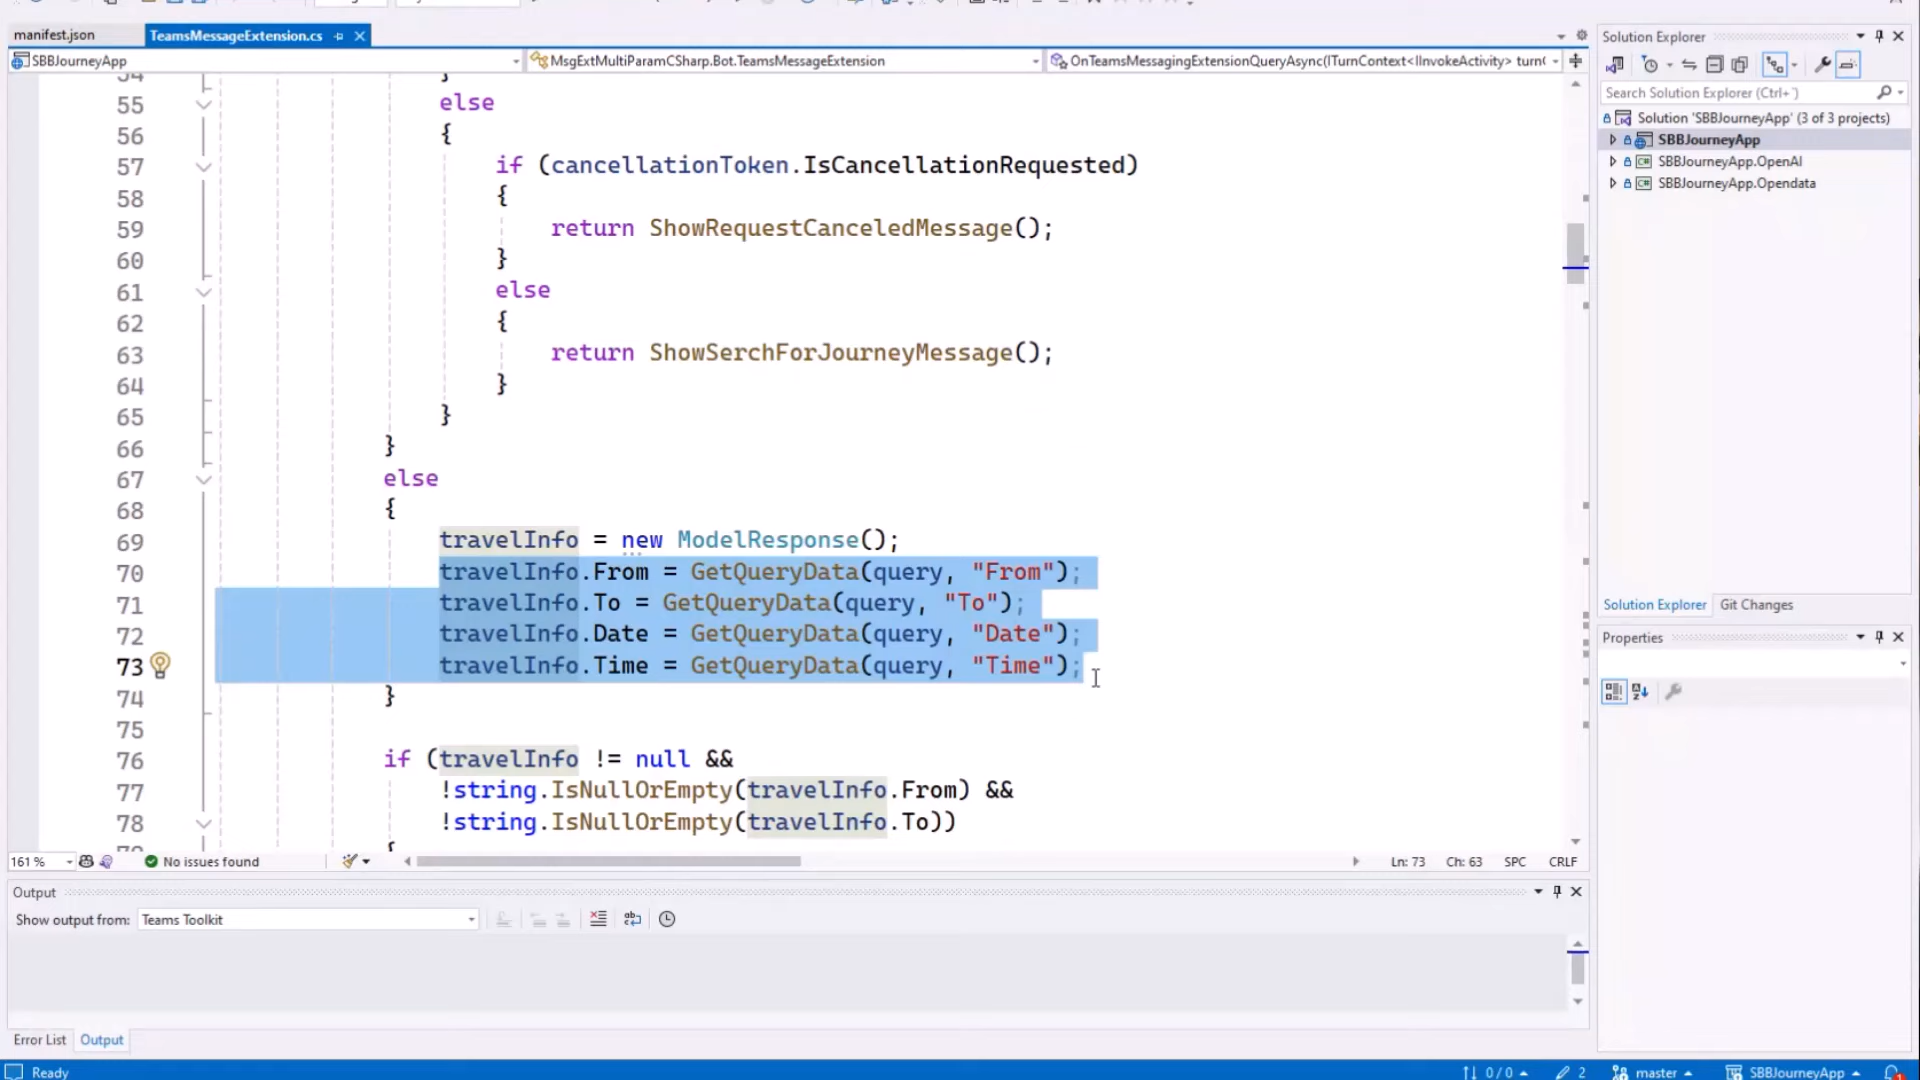 manifest.json
TeamsMessageExtension.cs
SBBJourneyApp
MsgExtMultiParamCSharp.Bot.TeamsMessageExtension
OnTeamsMessagingExtensionQueryAsync(ITurnContext<IInvokeActivity> turn
54 }
55 else
56 {
57 if (cancellationToken.IsCancellationRequested)
58 {
59 return ShowRequestCanceledMessage();
60 }
61 else
62 {
63 return ShowSerchForJourneyMessage();
64 }
65 }
66 }
67 else
68 {
69 travelInfo = new ModelResponse();
70 travelInfo.From = GetQueryData(query, "From");
71 travelInfo.To = GetQueryData(query, "To");
72 travelInfo.Date = GetQueryData(query, "Date");
73 travelInfo.Time = GetQueryData(query, "Time");
74 }
75
76 if (travelInfo != null &&
77 !string.IsNullOrEmpty(travelInfo.From) &&
78 !string.IsNullOrEmpty(travelInfo.To))
79 {
161 %
No issues found
Ln: 73 Ch: 63 SPC CRLF
Output
Show output from: Teams Toolkit
Error List Output
Ready
Solution Explorer
Search Solution Explorer (Ctrl+¨)
Solution 'SBBJourneyApp' (3 of 3 projects)
SBBJourneyApp
SBBJourneyApp.OpenAI
SBBJourneyApp.Opendata
Solution Explorer Git Changes
Properties
0 / 0 2 master SBBJourneyApp 1